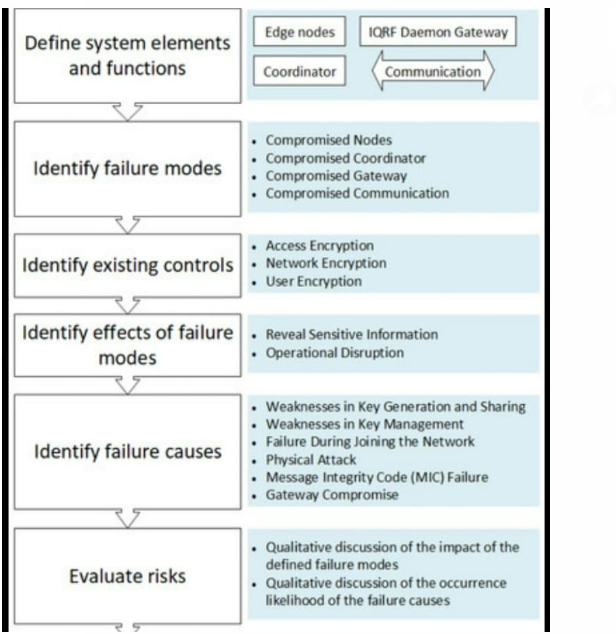 Define system elements
and functions
Edge nodes
IQRF Daemon Gateway
Coordinator
Communication
Identify failure modes
• Compromised Nodes
• Compromised Coordinator
• Compromised Gateway
• Compromised Communication
Identify existing controls
• Access Encryption
• Network Encryption
• User Encryption
Identify effects of failure
modes
• Reveal Sensitive Information
• Operational Disruption
Identify failure causes
• Weaknesses in Key Generation and Sharing
• Weaknesses in Key Management
• Failure During Joining the Network
• Physical Attack
• Message Integrity Code (MIC) Failure
• Gateway Compromise
Evaluate risks
• Qualitative discussion of the impact of the
defined failure modes
• Qualitative discussion of the occurrence
likelihood of the failure causes